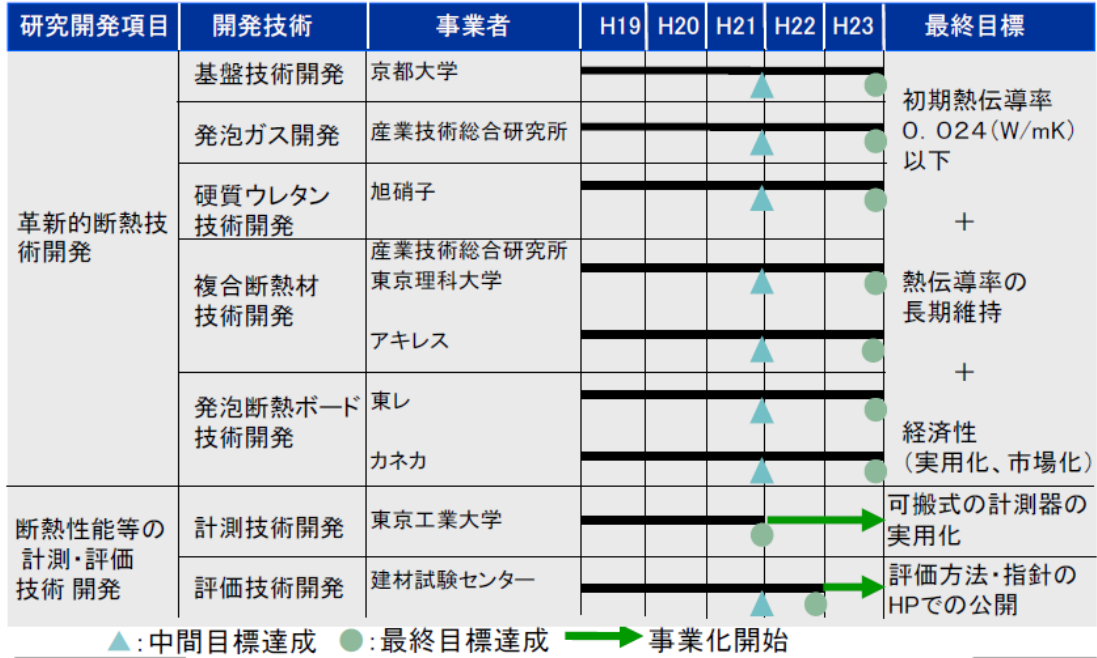 研究開発項目 開発技術 事業者 H19 H20 H21 H22 H23 最終目標
革新的断熱技
術開発
基盤技術開発 京都大学
発泡ガス開発 産業技術総合研究所
硬質ウレタン
技術開発
旭硝子
複合断熱材
技術開発
産業技術総合研究所
東京理科大学
アキレス
発泡断熱ボード
技術開発
東レ
カネカ
初期熱伝導率
0. 024(W/mK)
以下
+
熱伝導率の
長期維持
+
経済性
(実用化、市場化)
断熱性能等の
計測・評価
技術 開発
計測技術開発 東京工業大学
可搬式の計測器の
実用化
評価技術開発 建材試験センター
評価方法・指針の
HPでの公開
:中間目標達成 :最終目標達成 事業化開始